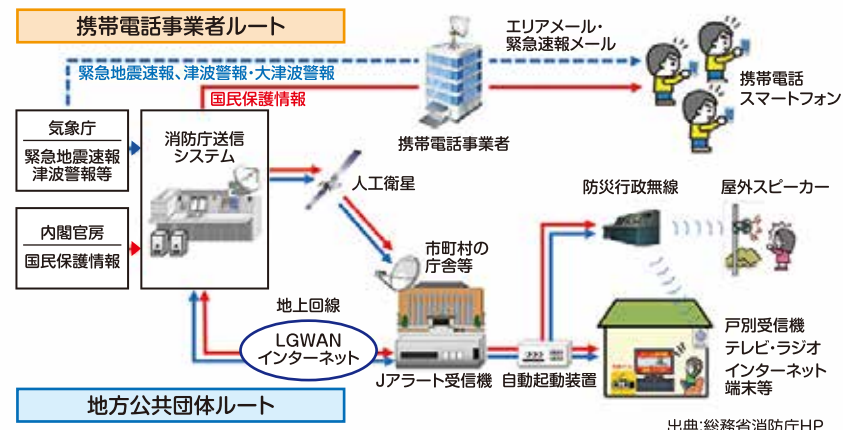 携帯電話事業者ルート
エリアメール・
緊急速報メール
緊急地震速報、津波警報・大津波警報
国民保護情報
携帯電話
スマートフォン
携帯電話事業者
気象庁
緊急地震速報
津波警報等
消防庁送信
システム
人工衛星
防災行政無線
屋外スピーカー
内閣官房
国民保護情報
市町村の
庁舎等
地上回線
LGWAN
インターネット
Jアラート受信機
自動起動装置
戸別受信機
テレビ・ラジオ
インターネット
端末等
地方公共団体ルート
出典:総務省消防庁HP